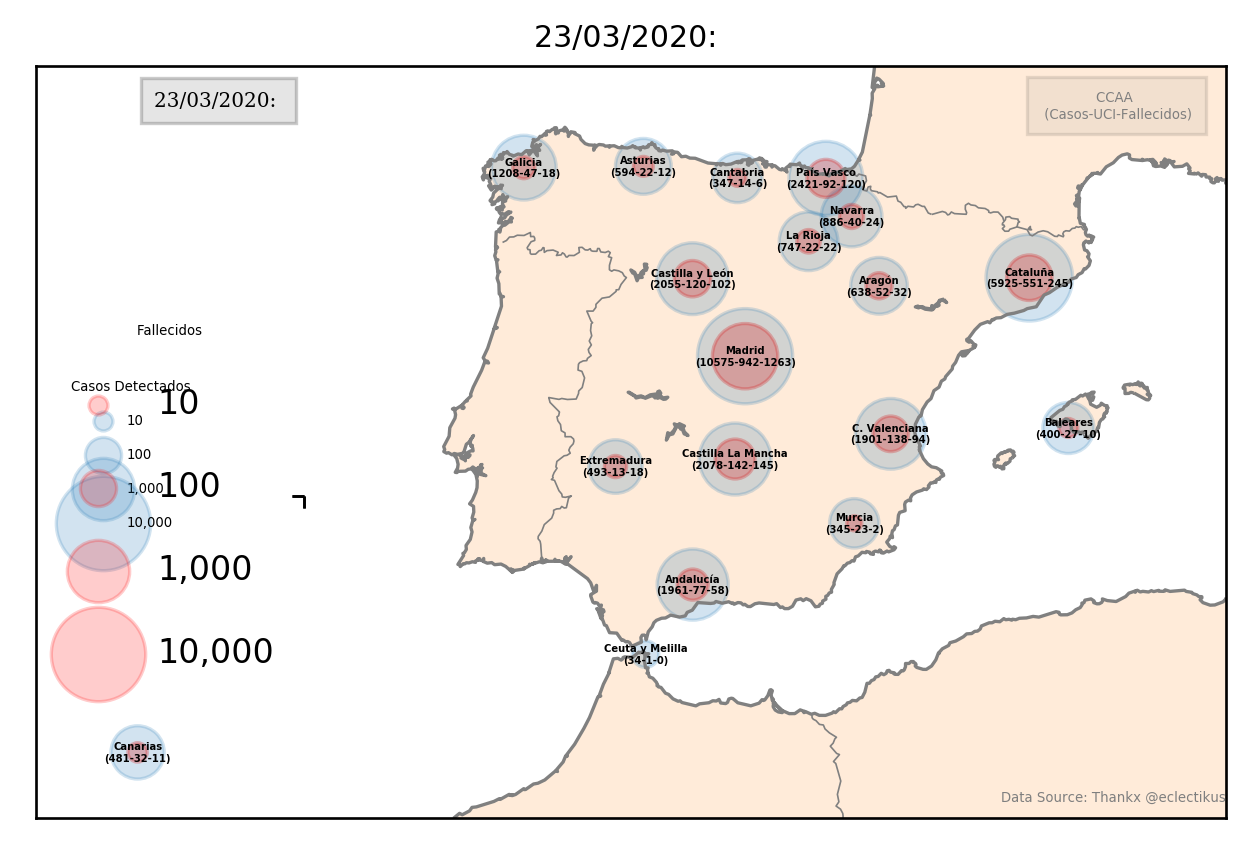 23/03/2020:
23/03/2020:
CCAA
(Casos-UCI-Fallecidos)
Galicia
(1208-47-18)
Asturias
(594-22-12)
Cantabria
(347-14-6)
País Vasco
(2421-92-120)
Navarra
(886-40-24)
La Rioja
(747-22-22)
Castilla y León
(2055-120-102)
Aragón
(638-52-32)
Cataluña
(5925-551-245)
Madrid
(10575-942-1263)
Fallecidos
Casos Detectados
10
10
100
1,000
100
10,000
1,000
10,000
C. Valenciana
(1901-138-94)
Baleares
(400-27-10)
Extremadura
(493-13-18)
Castilla La Mancha
(2078-142-145)
Murcia
(345-23-2)
Andalucía
(1961-77-58)
Ceuta y Melilla
(34-1-0)
Canarias
(481-32-11)
Data Source: Thankx @eclectikus